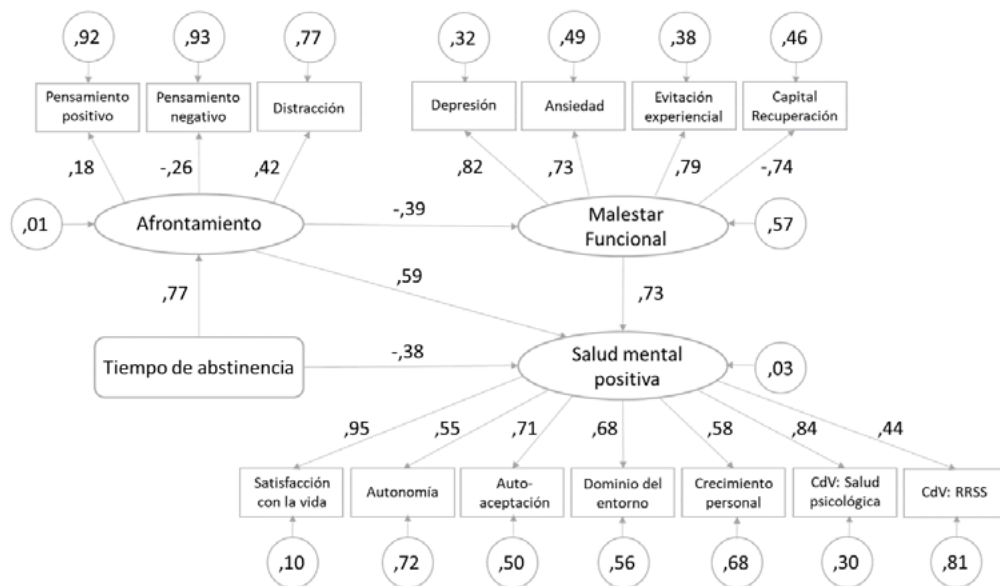 ,92
,93
,77
,32
,49
,38
,46
Pensamiento
positivo
Pensamiento
negativo
Distracción
Depresión
Ansiedad
Evitación
experiencial
Capital
Recuperación
,18
-,26
,42
,82
,73
,79
-,74
,01
Afrontamiento
-,39
Malestar
Funcional
,57
,77
,59
,73
Tiempo de abstinencia
-,38
Salud mental
positiva
,03
,95
,55
,71
,68
,58
,84
,44
Satisfacción
con la vida
Autonomía
Auto-
aceptación
Dominio del
entorno
Crecimiento
personal
CdV: Salud
psicológica
CdV: RRSS
,10
,72
,50
,56
,68
,30
,81